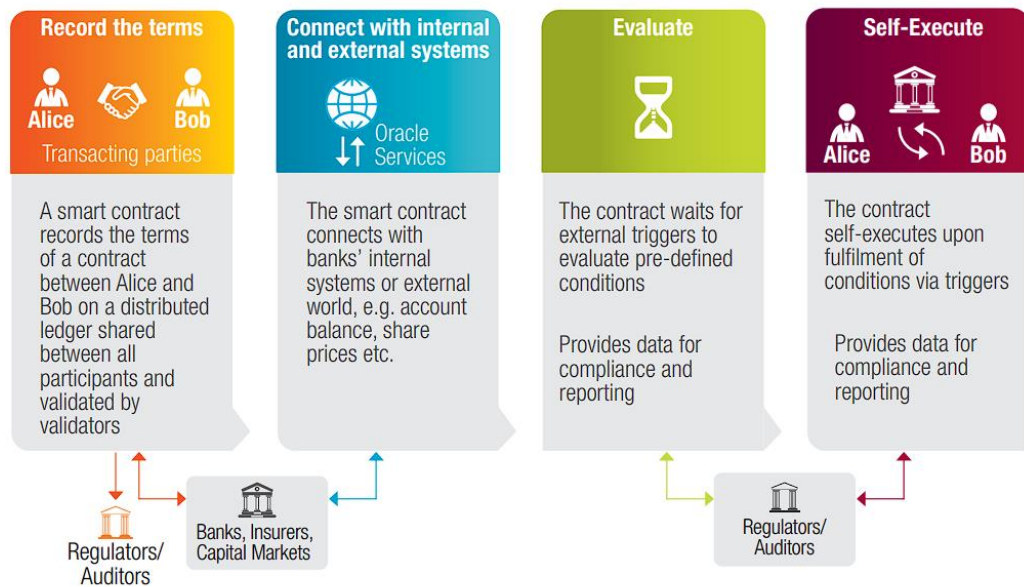 Record the terms
Alice
Bob
Transacting parties
A smart contract
records the terms
of a contract
between Alice and
Bob on a distributed
ledger shared
between all
participants and
validated by
validators
Connect with internal
and external systems
Oracle
Services
The smart contract
connects with
banks’ internal
systems or external
world, e.g. account
balance, share
prices etc.
Evaluate
The contract waits for
external triggers to
evaluate pre-defined
conditions
Provides data for
compliance and
reporting
Self-Execute
Alice
Bob
The contract
self-executes upon
fulfilment of
conditions via triggers
Provides data for
compliance and
reporting
Regulators/
Auditors
Banks, Insurers,
Capital Markets
Regulators/
Auditors